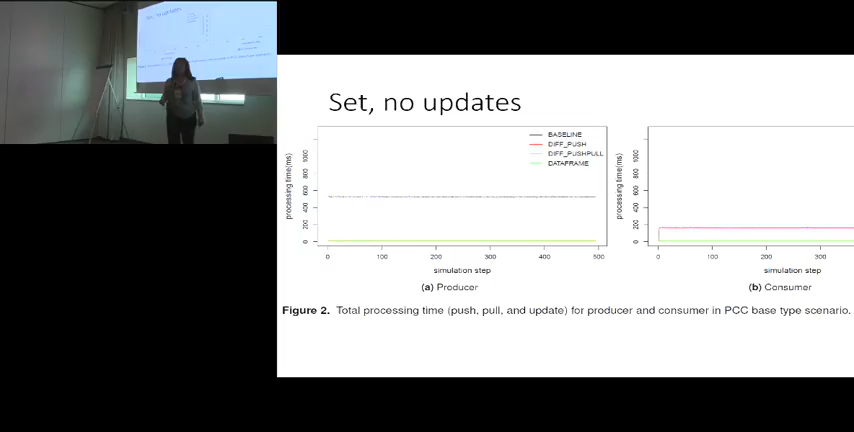 Set, no updates
Set, no updates
BASELINE
DIFF_PUSH
DIFF_PUSHPULL
DATAFRAME
processing time(ms)
0 200 400 600 800 1000
0 100 200 300 400 500
simulation step
(a) Producer
processing time(ms)
0 200 400 600 800 1000
0 100 200 300
simulation step
(b) Consumer
Figure 2. Total processing time (push, pull, and update) for producer and consumer in PCC base type scenario.